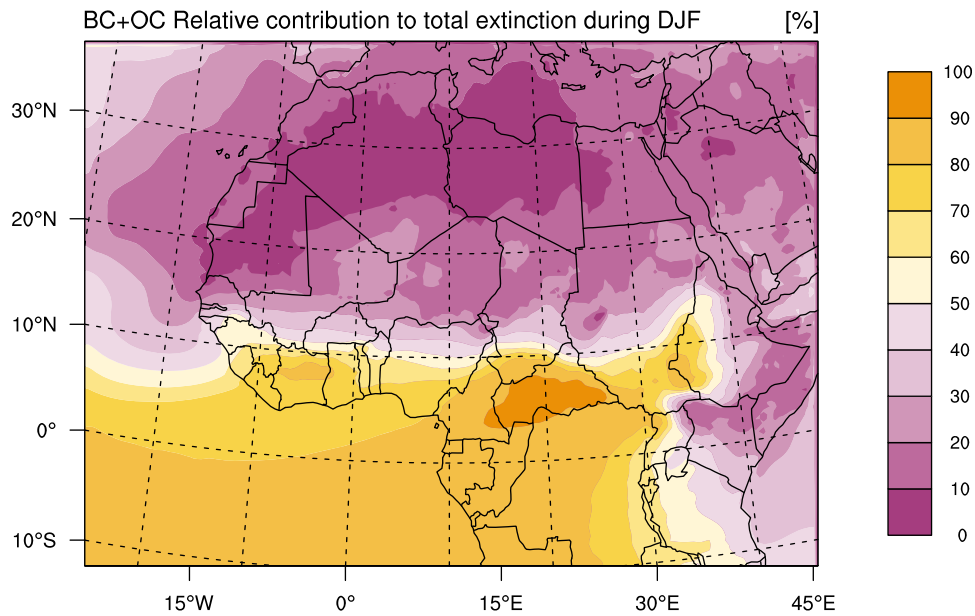 BC+OC Relative contribution to total extinction during DJF [%]
100
90
80
70
60
50
40
30
20
10
0
30°N
20°N
10°N
0°
10°S
15°W 0° 15°E 30°E 45°E